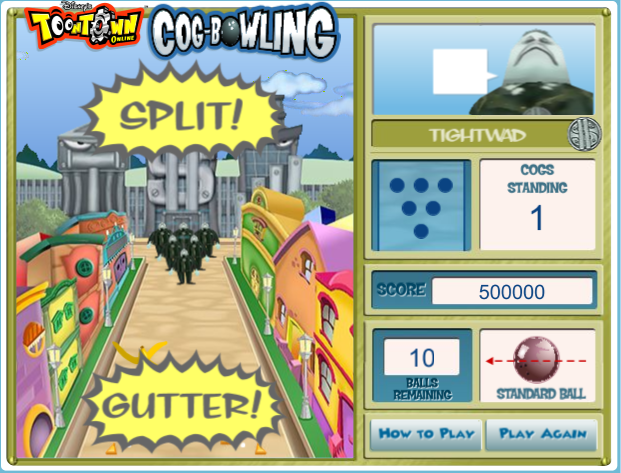 Disney's
TOONTOWN
ONLINE
COG-BOWLING
SPLIT!
GUTTER!
TIGHTWAD
COGS
STANDING
1
SCORE
500000
10
BALLS
REMAINING
STANDARD BALL
HOW TO PLAY
PLAY AGAIN